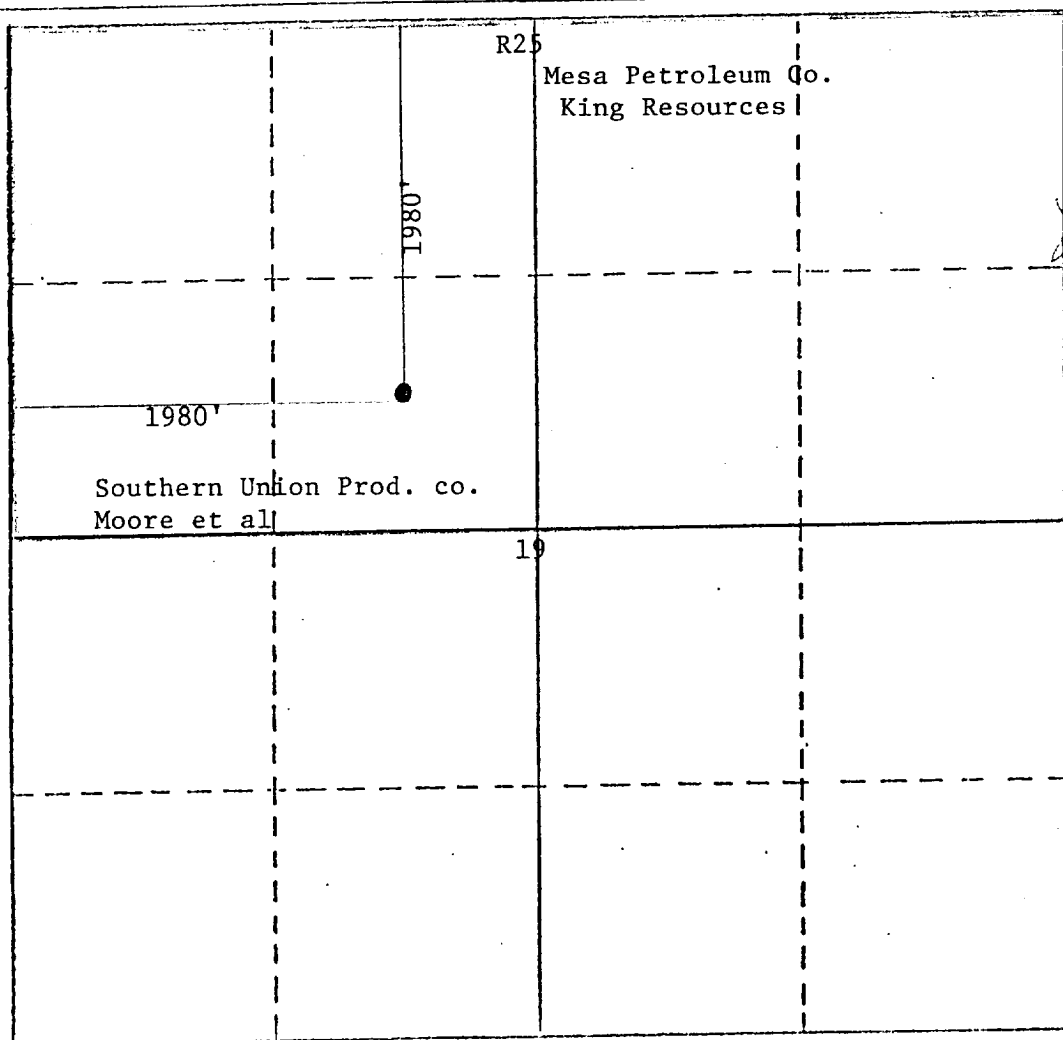 R25
Mesa Petroleum Co.
King Resources
1980'
1980'
Southern Union Prod. co.
Moore et al
19